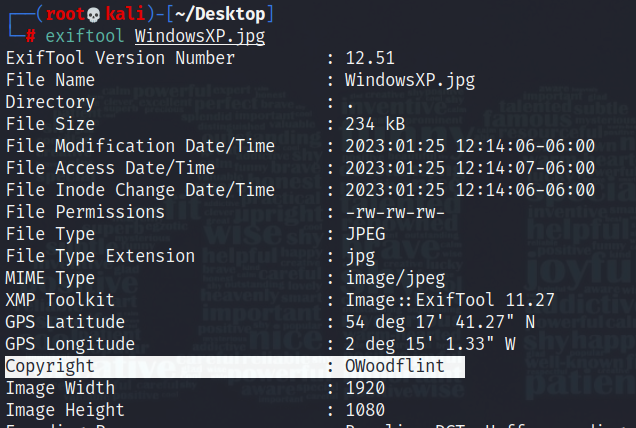 ┌──(root💀kali)-[~/Desktop]
└─# exiftool WindowsXP.jpg
ExifTool Version Number : 12.51
File Name : WindowsXP.jpg
Directory : .
File Size : 234 kB
File Modification Date/Time : 2023:01:25 12:14:06-06:00
File Access Date/Time : 2023:01:25 12:14:07-06:00
File Inode Change Date/Time : 2023:01:25 12:14:06-06:00
File Permissions : -rw-rw-rw-
File Type : JPEG
File Type Extension : jpg
MIME Type : image/jpeg
XMP Toolkit : Image::ExifTool 11.27
GPS Latitude : 54 deg 17' 41.27" N
GPS Longitude : 2 deg 15' 1.33" W
Copyright : OWoodflint
Image Width : 1920
Image Height : 1080